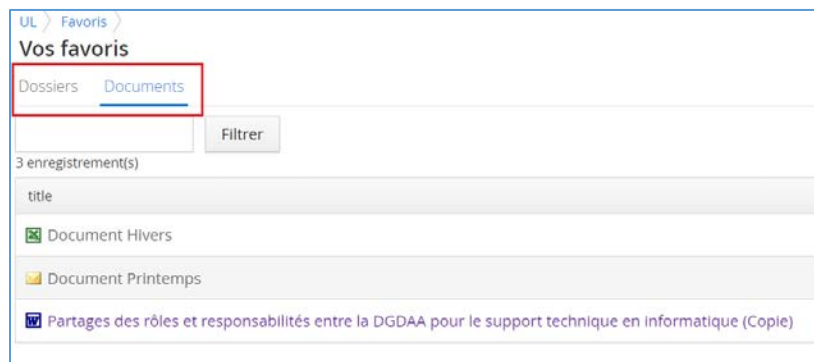 UL 〉 Favoris 〉
Vos favoris
Dossiers Documents
Filtrer
3 enregistrement(s)
title
Document Hivers
Document Printemps
Partages des rôles et responsabilités entre la DGDAA pour le support technique en informatique (Copie)